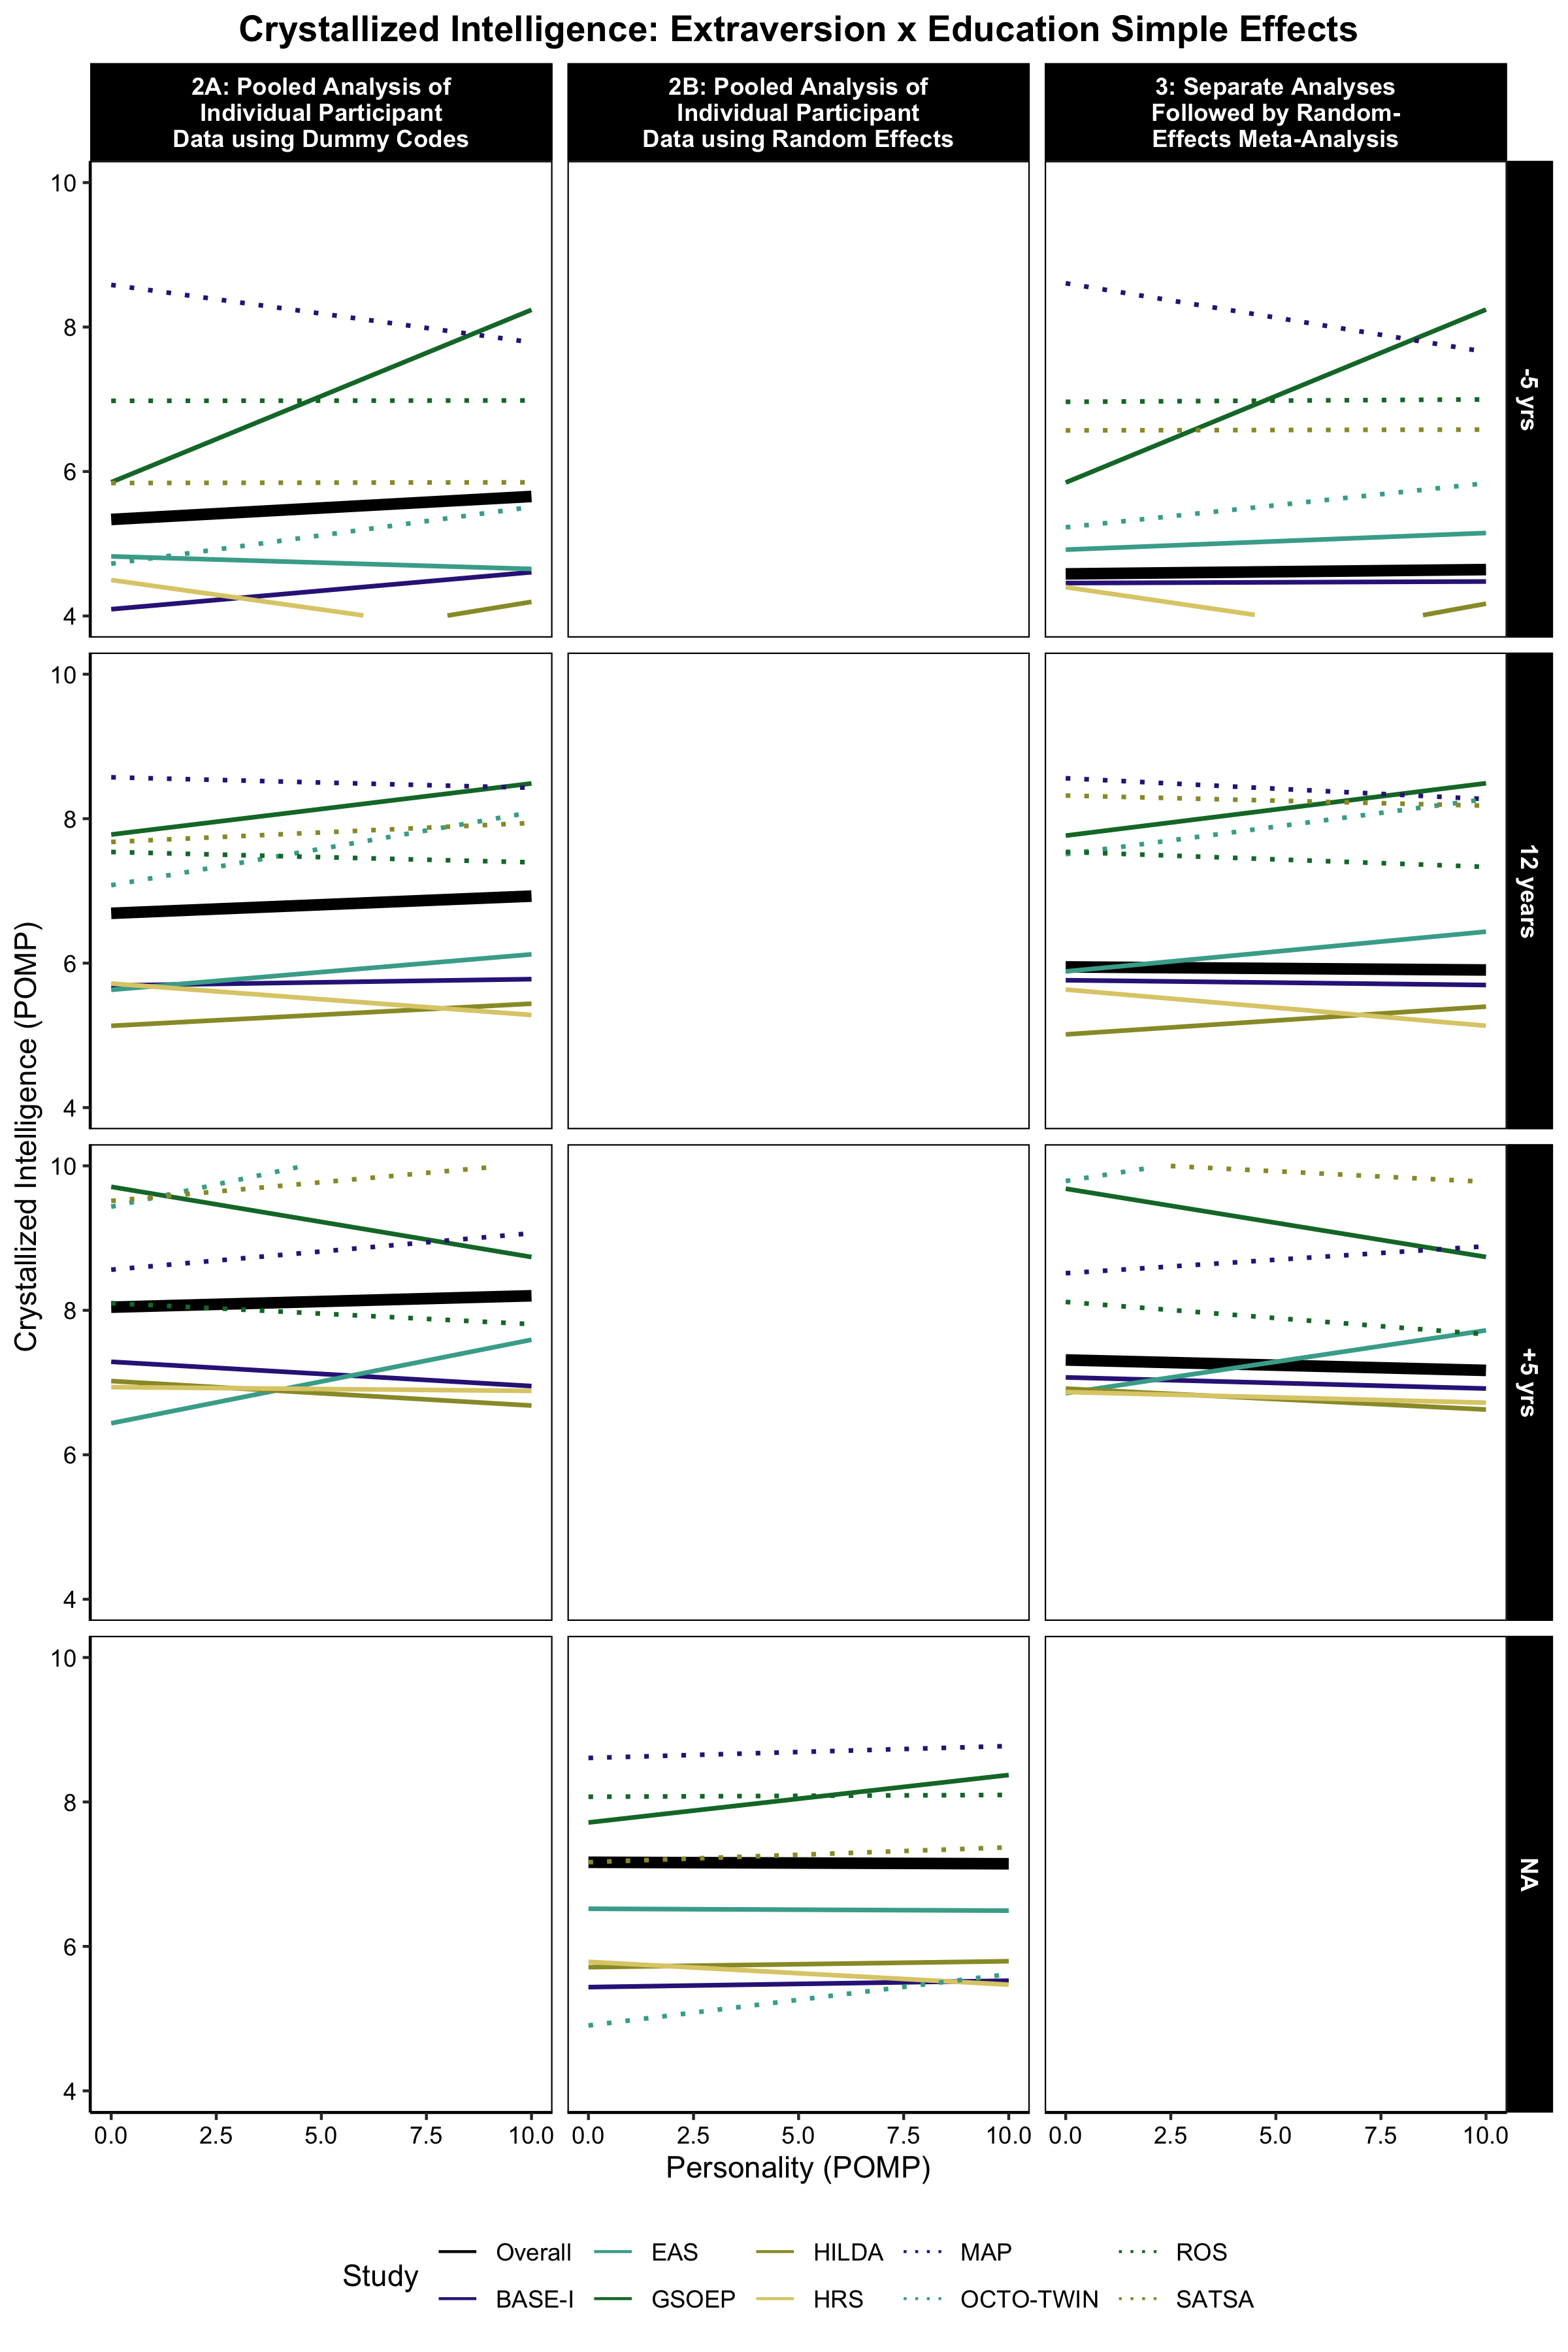 Crystallized Intelligence: Extraversion x Education Simple Effects
2A: Pooled Analysis of
Individual Participant
Data using Dummy Codes
2B: Pooled Analysis of
Individual Participant
Data using Random Effects
3: Separate Analyses
Followed by Random-
Effects Meta-Analysis
Crystallized Intelligence (POMP)
10
8
6
4
-5 yrs
10
8
6
4
12 years
10
8
6
4
+5 yrs
10
8
6
4
NA
0.0 2.5 5.0 7.5 10.0
0.0 2.5 5.0 7.5 10.0
0.0 2.5 5.0 7.5 10.0
Personality (POMP)
Study
Overall EAS HILDA MAP ROS
BASE-I GSOEP HRS OCTO-TWIN SATSA